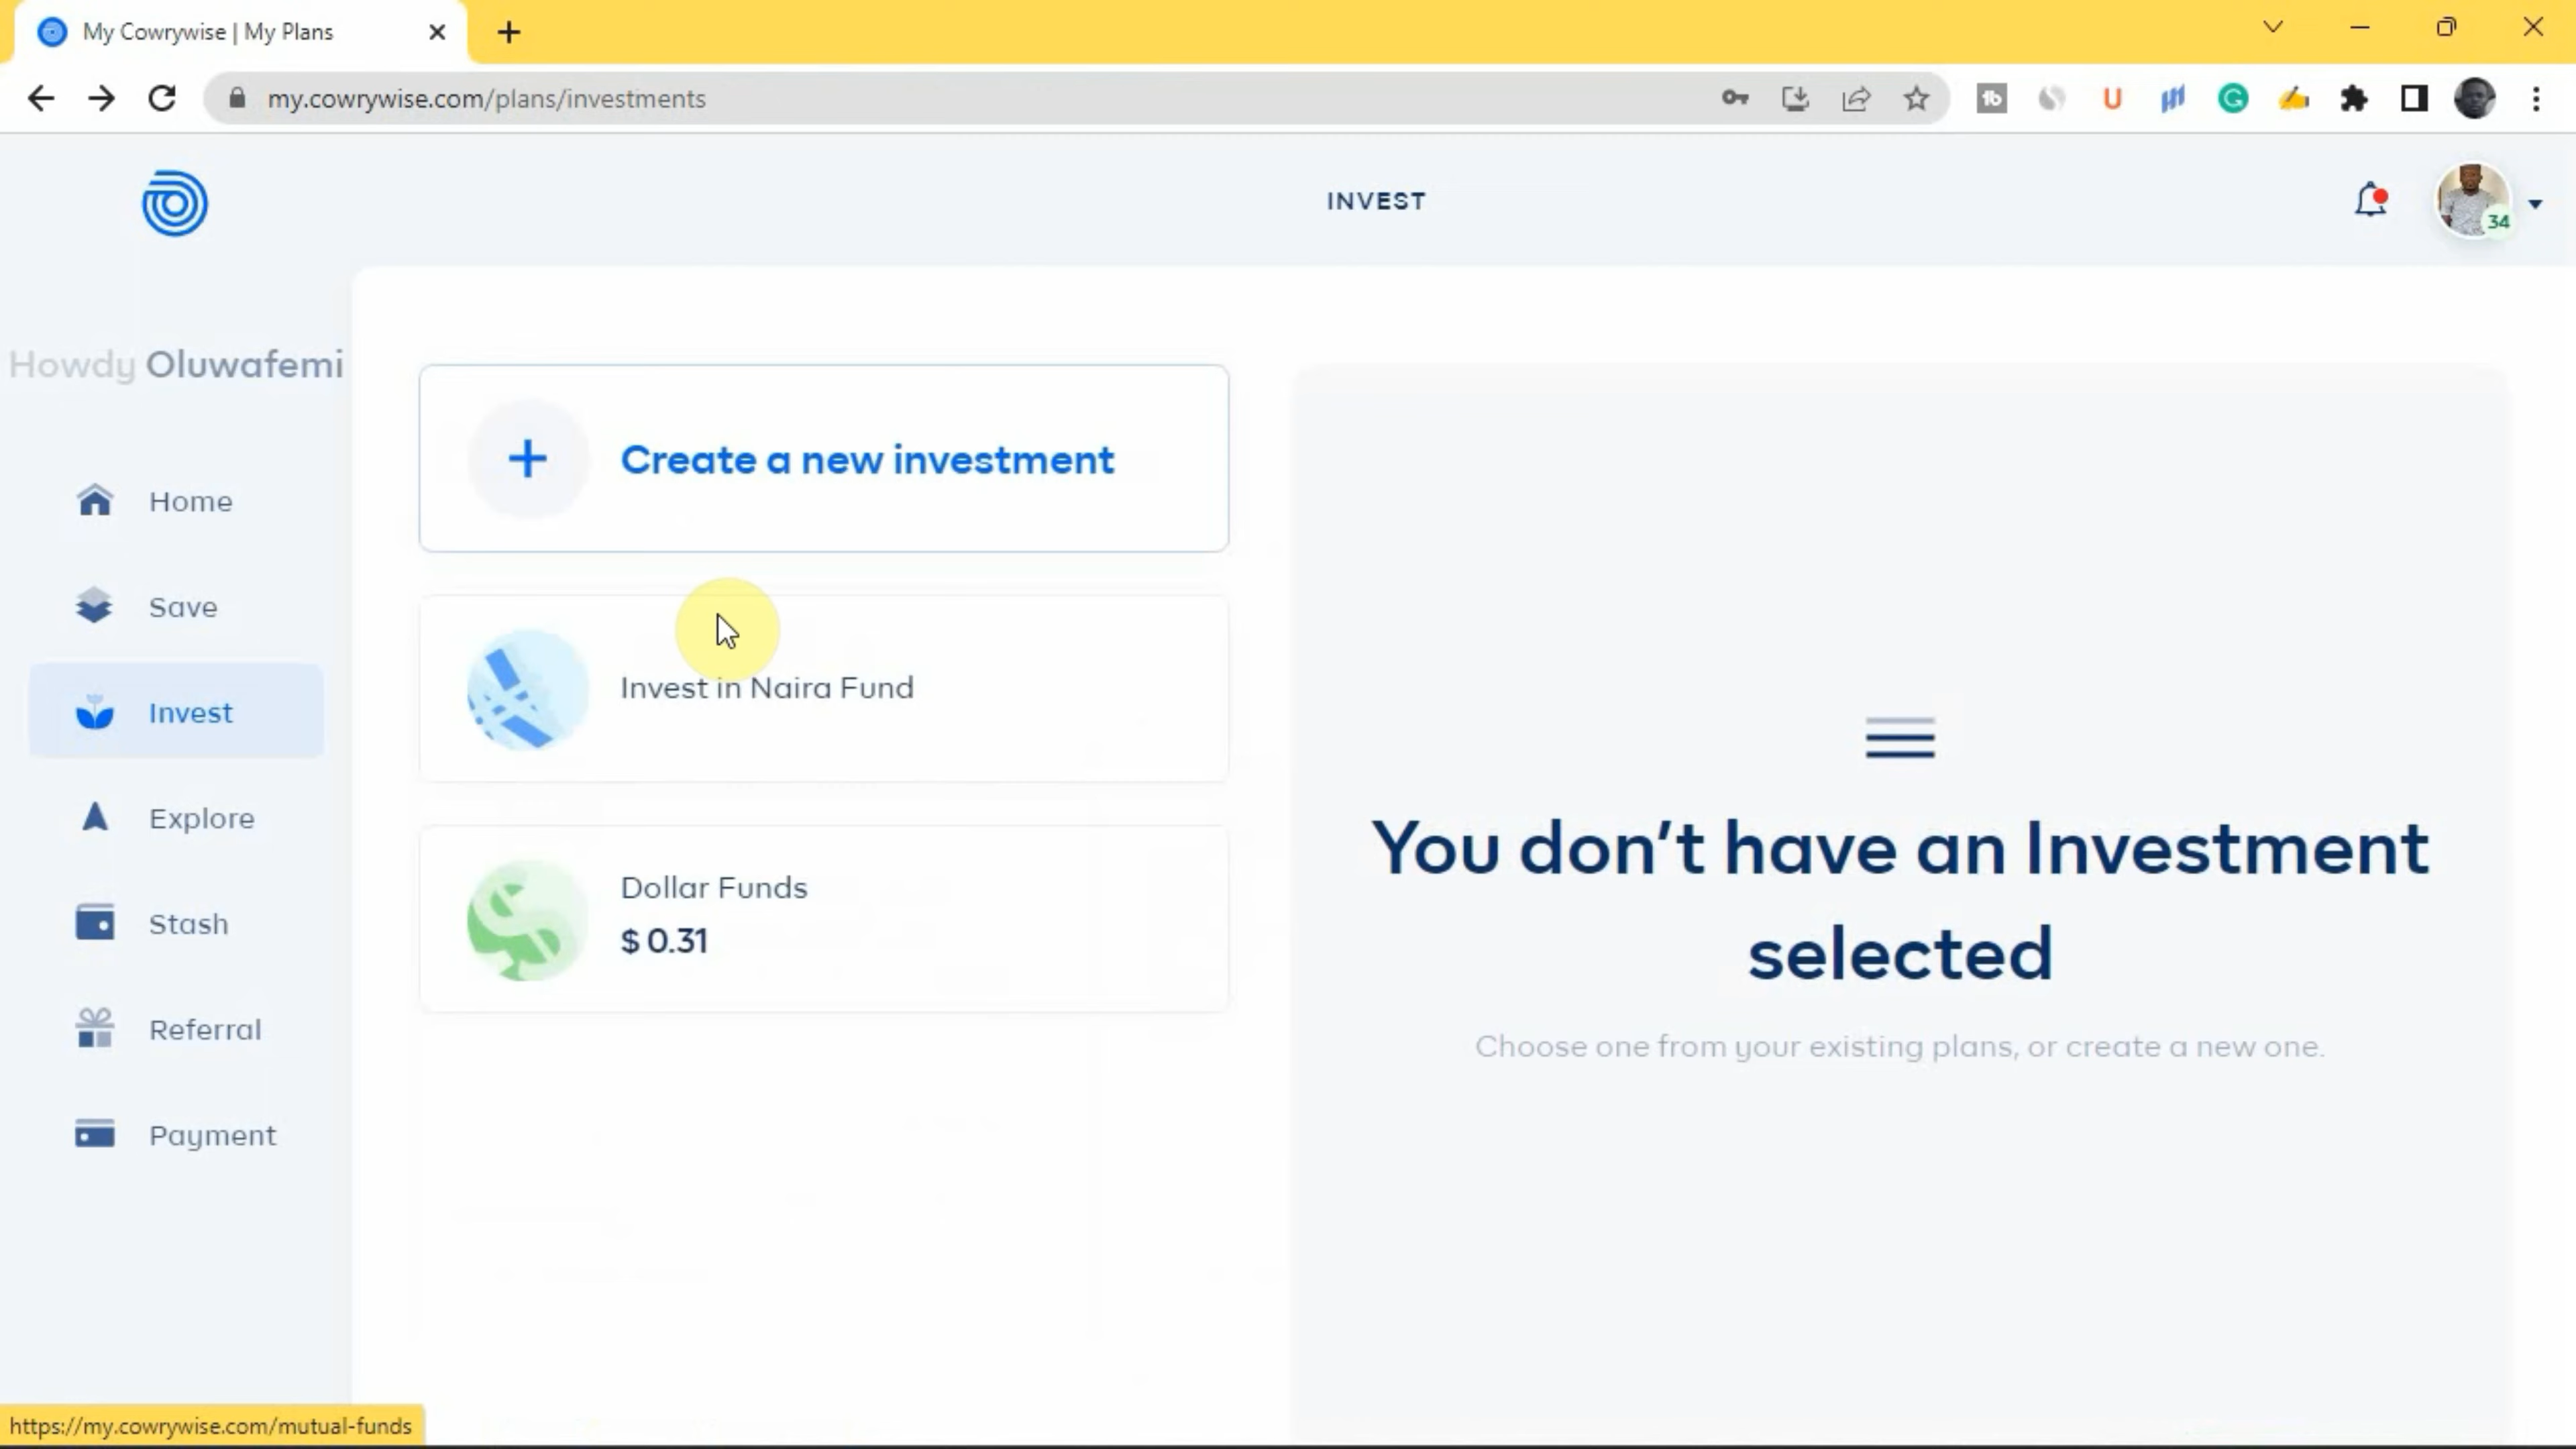 My Cowrywise | My Plans
my.cowrywise.com/plans/investments
INVEST
34
Howdy Oluwafemi
Home
Save
Invest
Explore
Stash
Referral
Payment
Create a new investment
Invest in Naira Fund
Dollar Funds
$ 0.31
You don't have an Investment
selected
Choose one from your existing plans, or create a new one.
https://my.cowrywise.com/mutual-funds